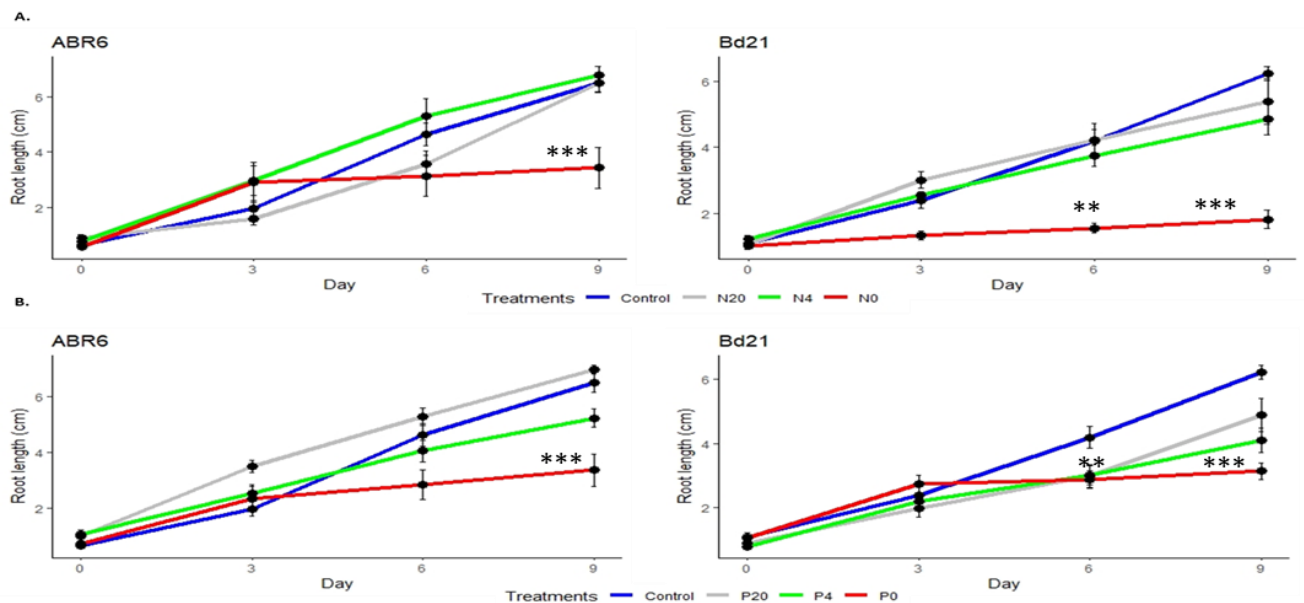 A.
ABR6
Bd21
Root length (cm)
6
4
2
***
0 3 6 9
Day
Root length (cm)
6
4
2
** ***
0 3 6 9
Day
Treatments Control N20 N4 N0
B.
ABR6
Bd21
Root length (cm)
6
4
2
***
0 3 6 9
Day
Root length (cm)
6
4
2
** ***
0 3 6 9
Day
Treatments Control P20 P4 P0